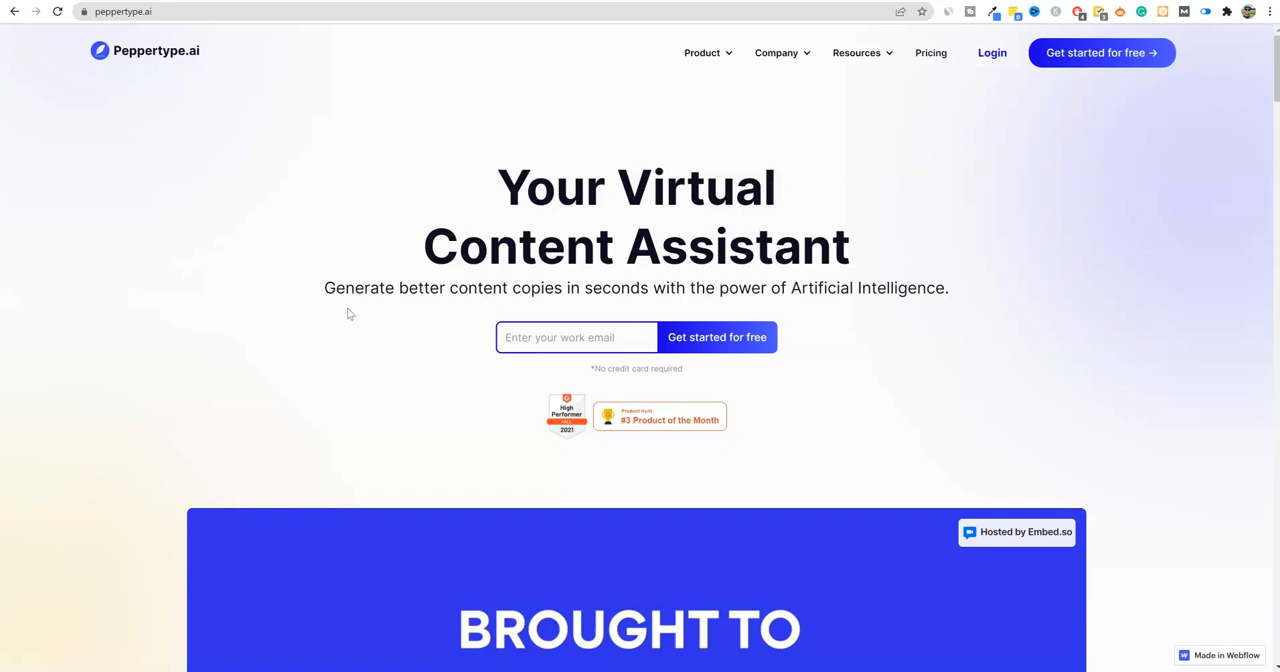 peppertype.ai
Peppertype.ai
Product
Company
Resources
Pricing
Login
Get started for free →
Your Virtual
Content Assistant
Generate better content copies in seconds with the power of Artificial Intelligence.
Enter your work email
Get started for free
*No credit card required
High
Performer
FALL
2021
Product Hunt
#3 Product of the Month
Hosted by Embed.so
BROUGHT TO
Made in Webflow